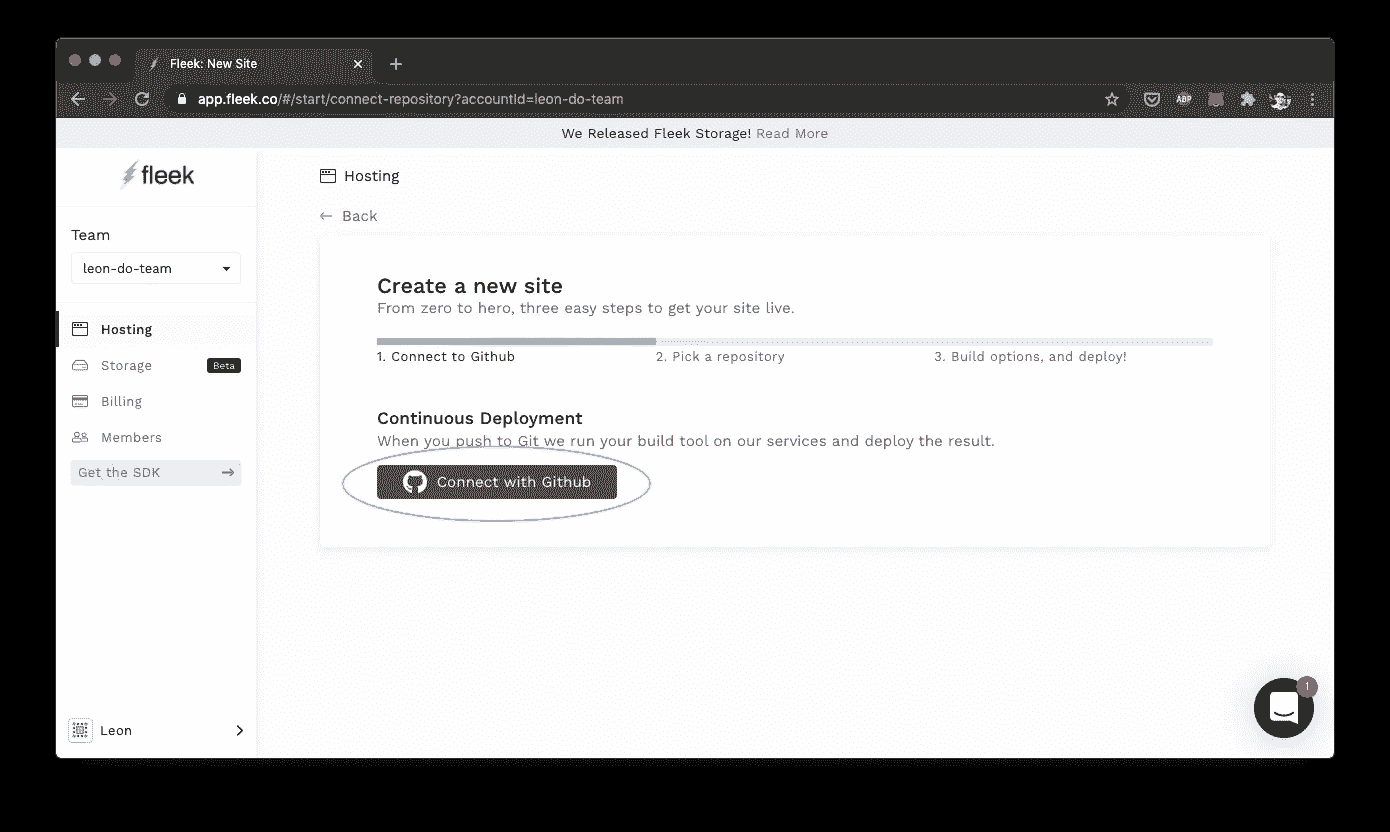 Fleek: New Site
app.fleek.co/#/start/connect-repository?accountId=leon-do-team
ABP
We Released Fleek Storage! Read More
fleek
Team
leon-do-team
Hosting
Storage Beta
Billing
Members
Get the SDK
Leon
Hosting
Back
Create a new site
From zero to hero, three easy steps to get your site live.
1. Connect to Github 2. Pick a repository 3. Build options, and deploy!
Continuous Deployment
When you push to Git we run your build tool on our services and deploy the result.
Connect with Github
1